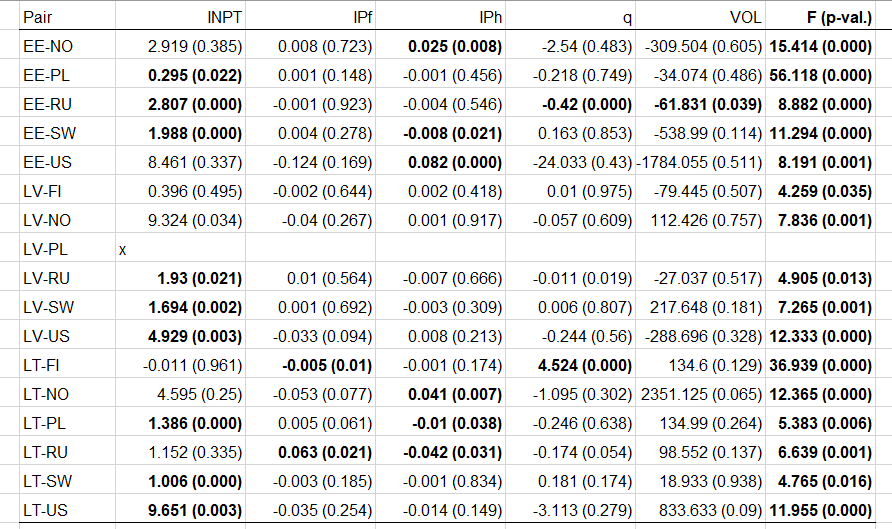 Pair INPT IPf IPh q VOL F (p-val.)
EE-NO 2.919 (0.385) 0.008 (0.723) 0.025 (0.008) -2.54 (0.483) -309.504 (0.605) 15.414 (0.000)
EE-PL 0.295 (0.022) 0.001 (0.148) -0.001 (0.456) -0.218 (0.749) -34.074 (0.486) 56.118 (0.000)
EE-RU 2.807 (0.000) -0.001 (0.923) -0.004 (0.546) -0.42 (0.000) -61.831 (0.039) 8.882 (0.000)
EE-SW 1.988 (0.000) 0.004 (0.278) -0.008 (0.021) 0.163 (0.853) -538.99 (0.114) 11.294 (0.000)
EE-US 8.461 (0.337) -0.124 (0.169) 0.082 (0.000) -24.033 (0.43) -1784.055 (0.511) 8.191 (0.001)
LV-FI 0.396 (0.495) -0.002 (0.644) 0.002 (0.418) 0.01 (0.975) -79.445 (0.507) 4.259 (0.035)
LV-NO 9.324 (0.034) -0.04 (0.267) 0.001 (0.917) -0.057 (0.609) 112.426 (0.757) 7.836 (0.001)
LV-PL x
LV-RU 1.93 (0.021) 0.01 (0.564) -0.007 (0.666) -0.011 (0.019) -27.037 (0.517) 4.905 (0.013)
LV-SW 1.694 (0.002) 0.001 (0.692) -0.003 (0.309) 0.006 (0.807) 217.648 (0.181) 7.265 (0.001)
LV-US 4.929 (0.003) -0.033 (0.094) 0.008 (0.213) -0.244 (0.56) -288.696 (0.328) 12.333 (0.000)
LT-FI -0.011 (0.961) -0.005 (0.01) -0.001 (0.174) 4.524 (0.000) 134.6 (0.129) 36.939 (0.000)
LT-NO 4.595 (0.25) -0.053 (0.077) 0.041 (0.007) -1.095 (0.302) 2351.125 (0.065) 12.365 (0.000)
LT-PL 1.386 (0.000) 0.005 (0.061) -0.01 (0.038) -0.246 (0.638) 134.99 (0.264) 5.383 (0.006)
LT-RU 1.152 (0.335) 0.063 (0.021) -0.042 (0.031) -0.174 (0.054) 98.552 (0.137) 6.639 (0.001)
LT-SW 1.006 (0.000) -0.003 (0.185) -0.001 (0.834) 0.181 (0.174) 18.933 (0.938) 4.765 (0.016)
LT-US 9.651 (0.003) -0.035 (0.254) -0.014 (0.149) -3.113 (0.279) 833.633 (0.09) 11.955 (0.000)